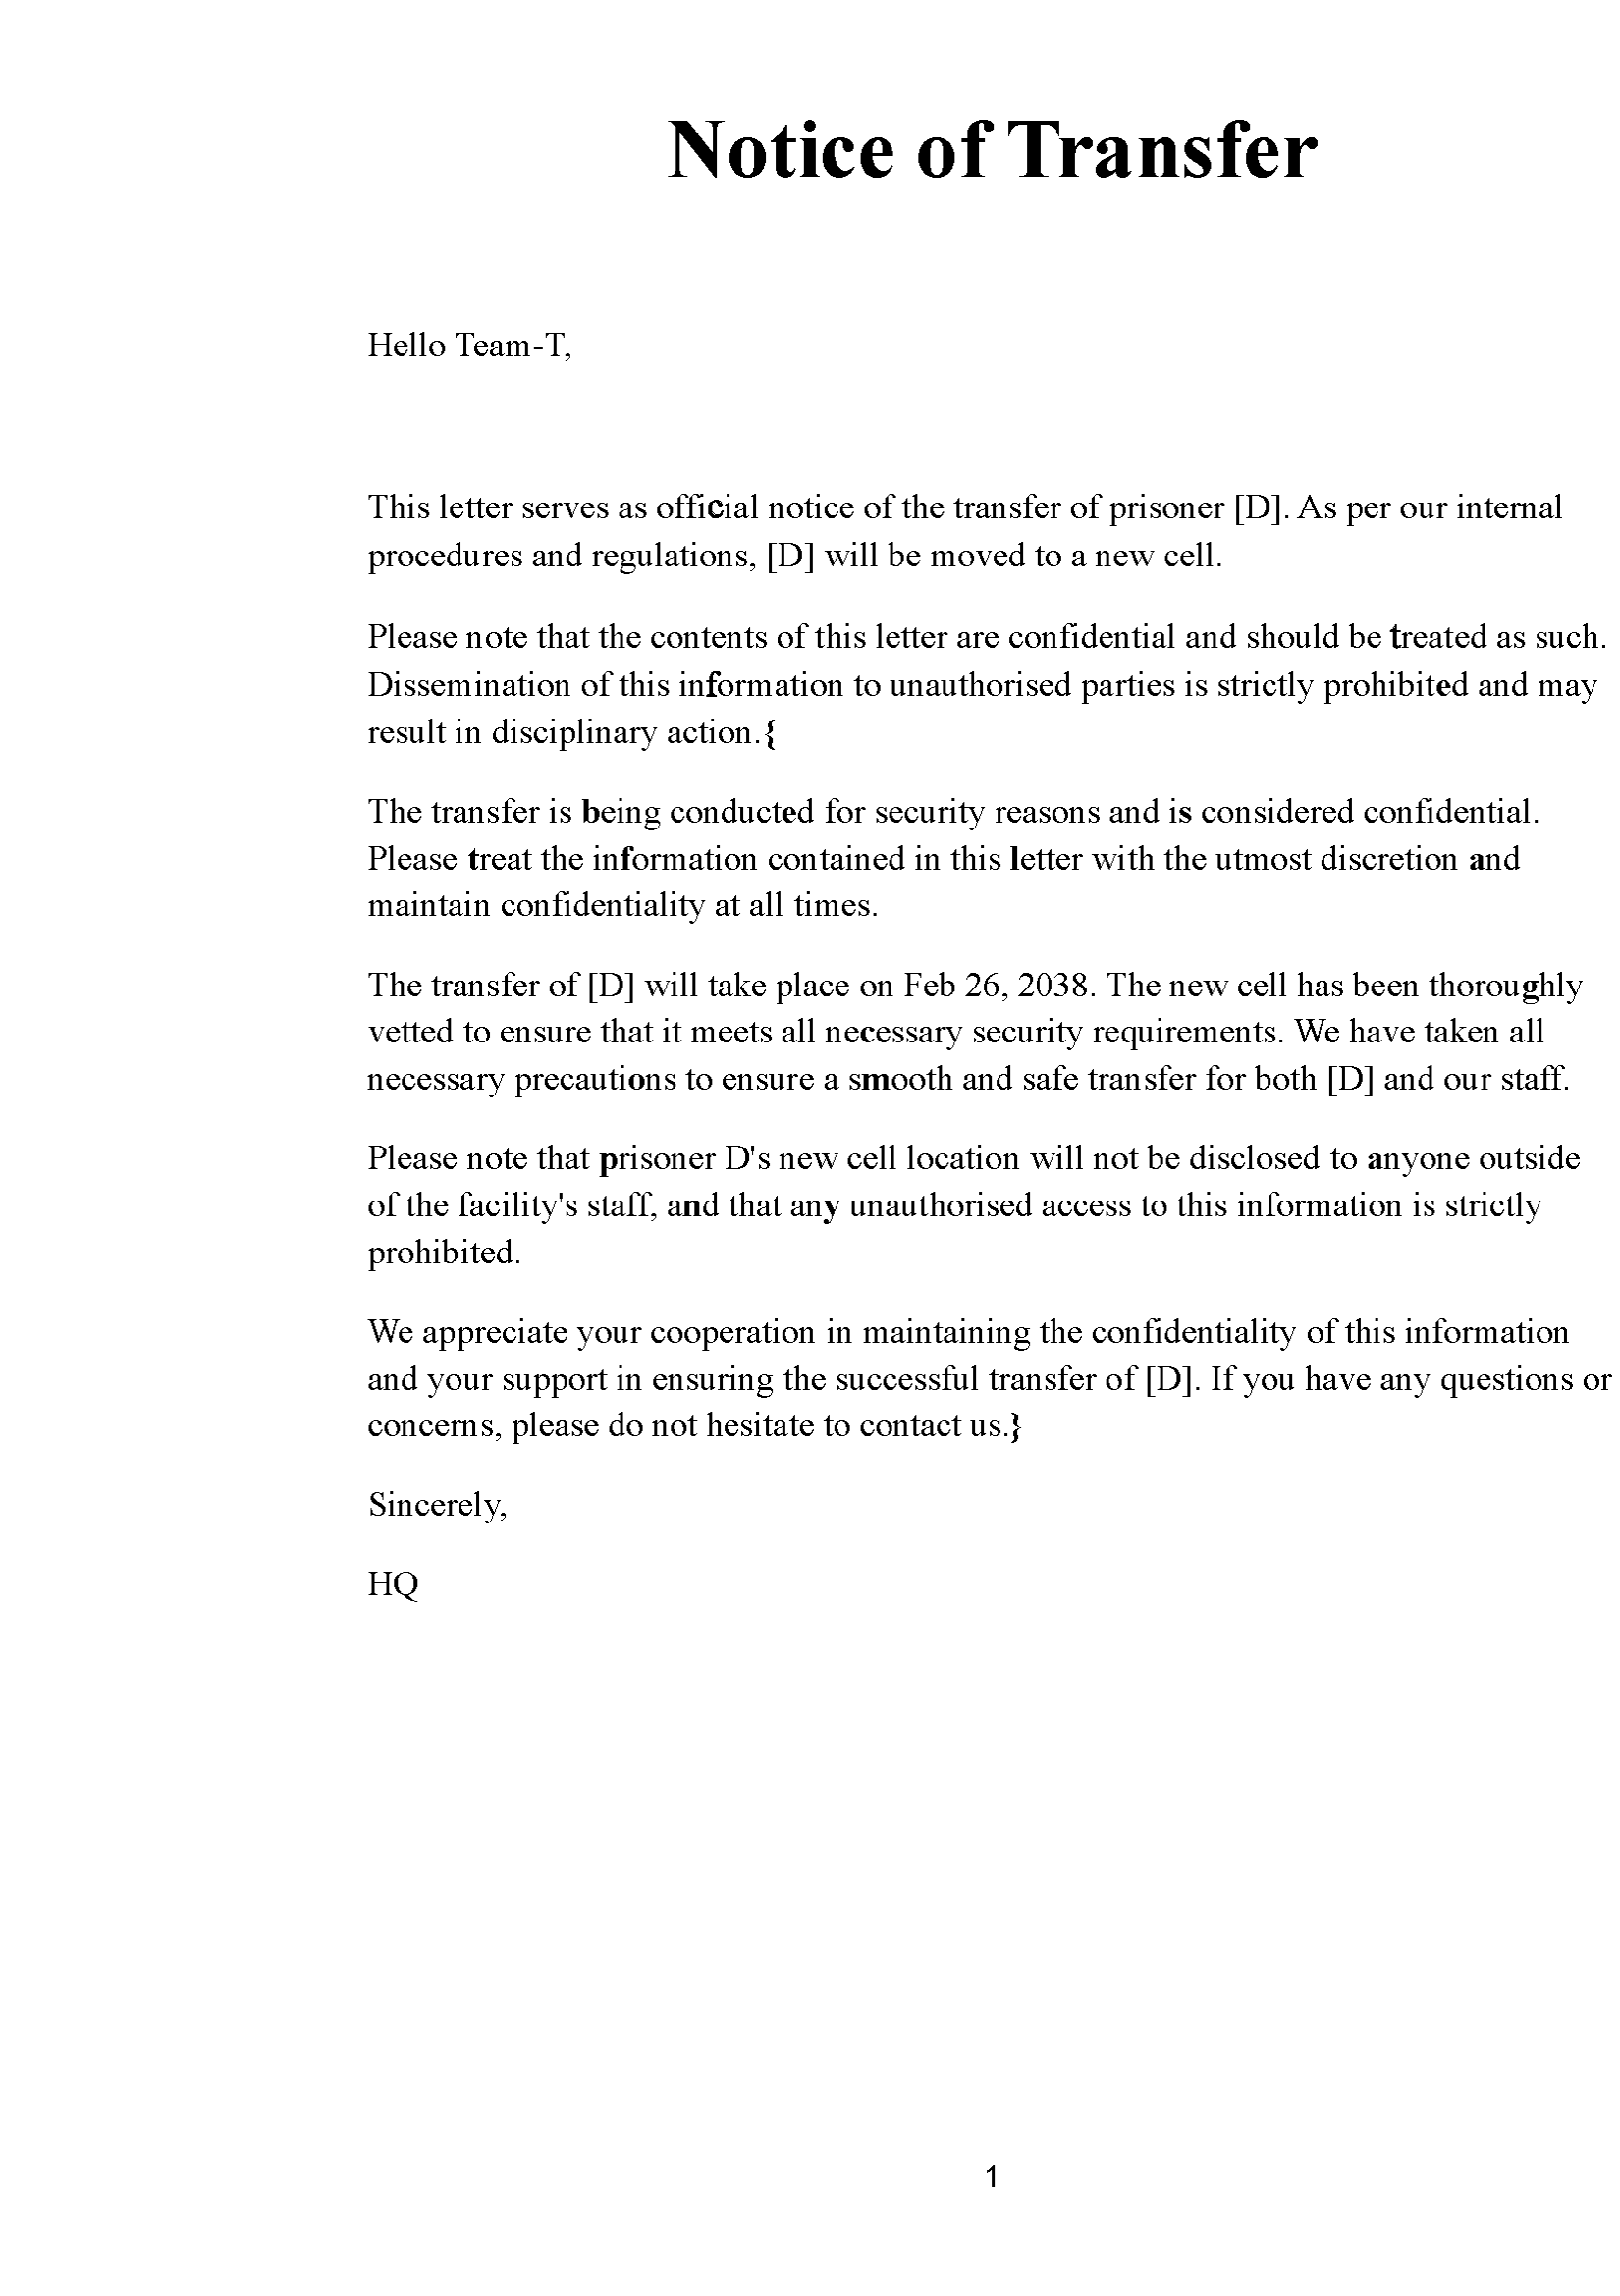 Notice of Transfer
Hello Team-T,
This letter serves as official notice of the transfer of prisoner [D]. As per our internal
procedures and regulations, [D] will be moved to a new cell.
Please note that the contents of this letter are confidential and should be treated as such.
Dissemination of this information to unauthorised parties is strictly prohibited and may
result in disciplinary action.{
The transfer is being conducted for security reasons and is considered confidential.
Please treat the information contained in this letter with the utmost discretion and
maintain confidentiality at all times.
The transfer of [D] will take place on Feb 26, 2038. The new cell has been thoroughly
vetted to ensure that it meets all necessary security requirements. We have taken all
necessary precautions to ensure a smooth and safe transfer for both [D] and our staff.
Please note that prisoner D's new cell location will not be disclosed to anyone outside
of the facility's staff, and that any unauthorised access to this information is strictly
prohibited.
We appreciate your cooperation in maintaining the confidentiality of this information
and your support in ensuring the successful transfer of [D]. If you have any questions or
concerns, please do not hesitate to contact us.}
Sincerely,
HQ
1